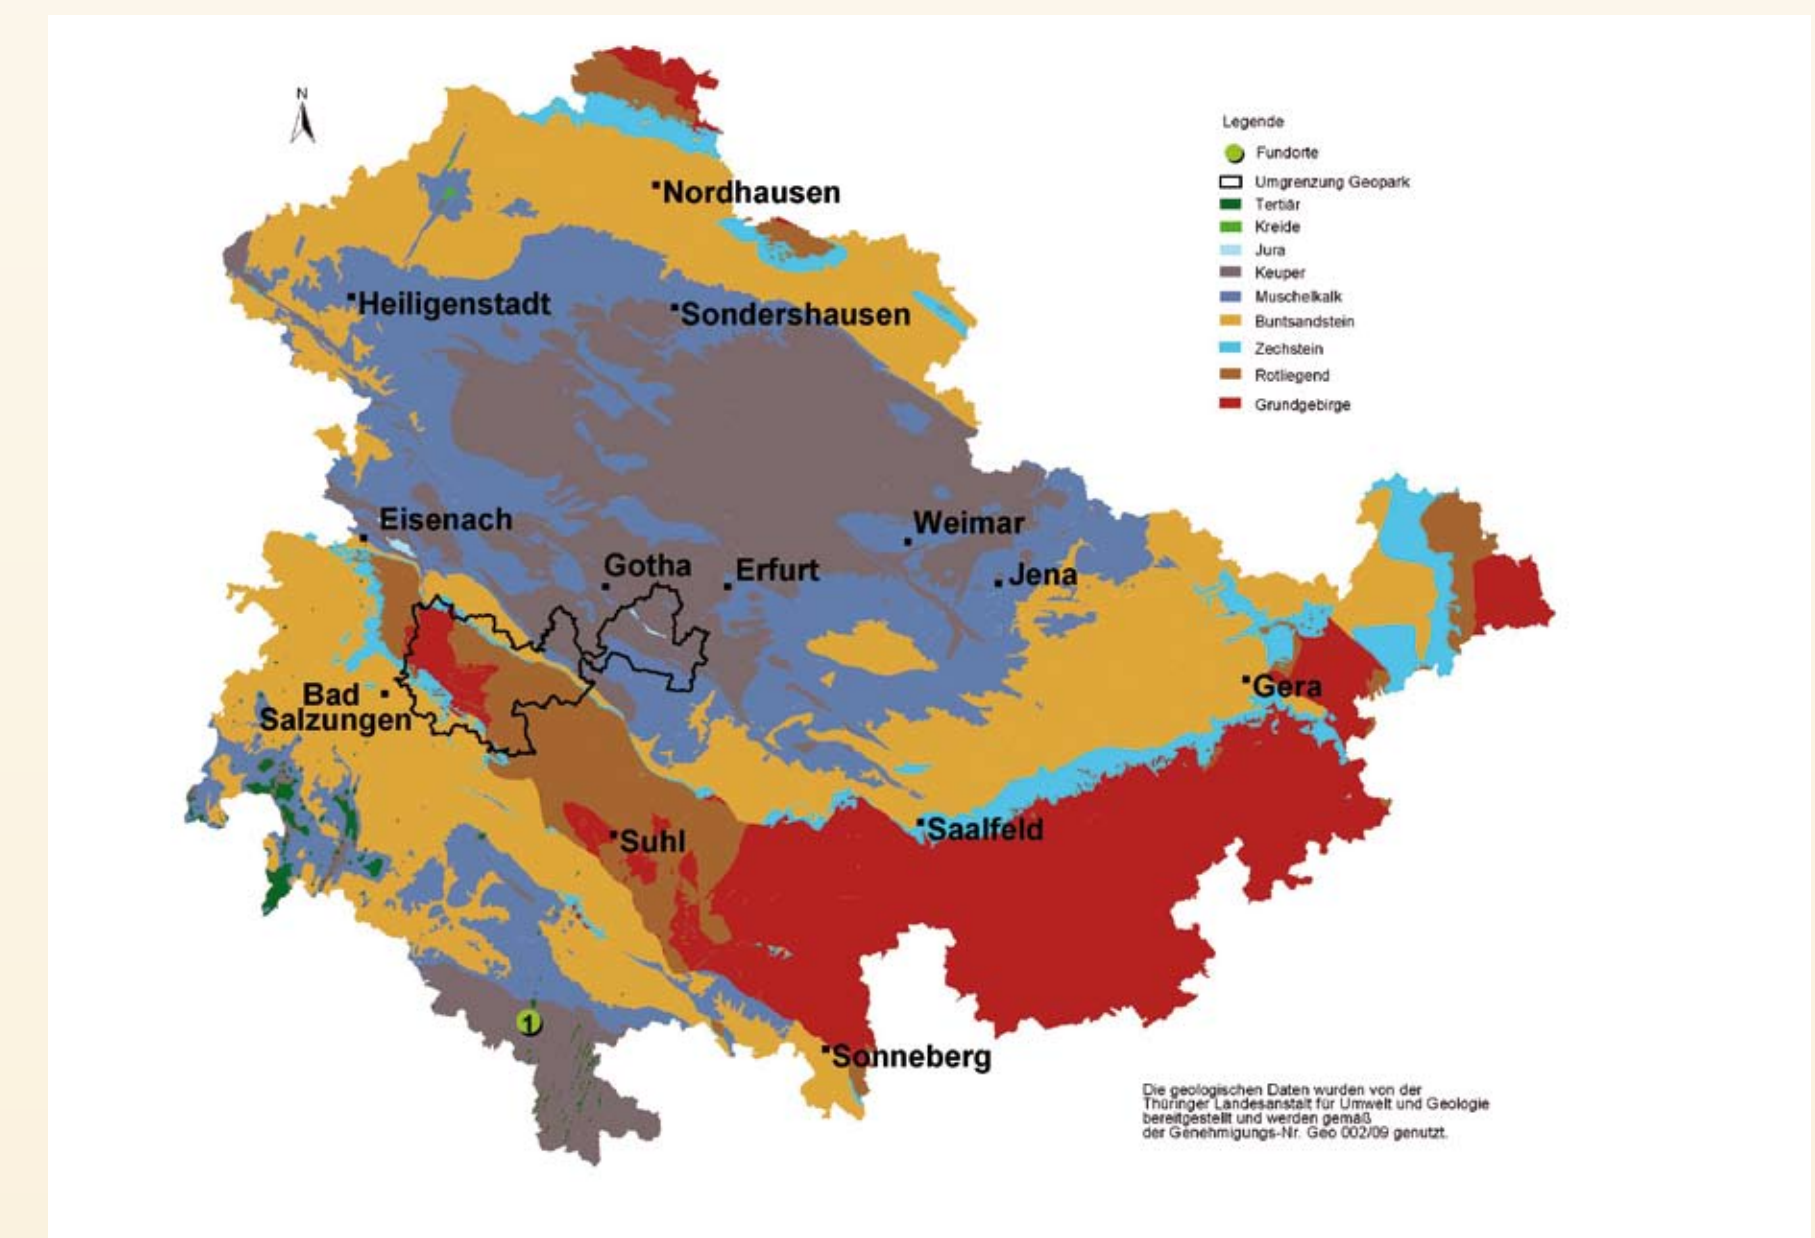 N
Legende
Fundorte
Umgrenzung Geopark
Tertiär
Kreide
Jura
Keuper
Muschelkalk
Buntsandstein
Zechstein
Rotliegend
Grundgebirge
Nordhausen
Heiligenstadt
Sondershausen
Eisenach
Weimar
Gotha
Erfurt
Jena
Bad
Salzungen
Gera
Suhl
Saalfeld
1
Sonneberg
Die geologischen Daten wurden von der
Thüringer Landesanstalt für Umwelt und Geologie
bereitgestellt und werden gemäß
der Genehmigungs-Nr. Geo 002/09 genutzt.